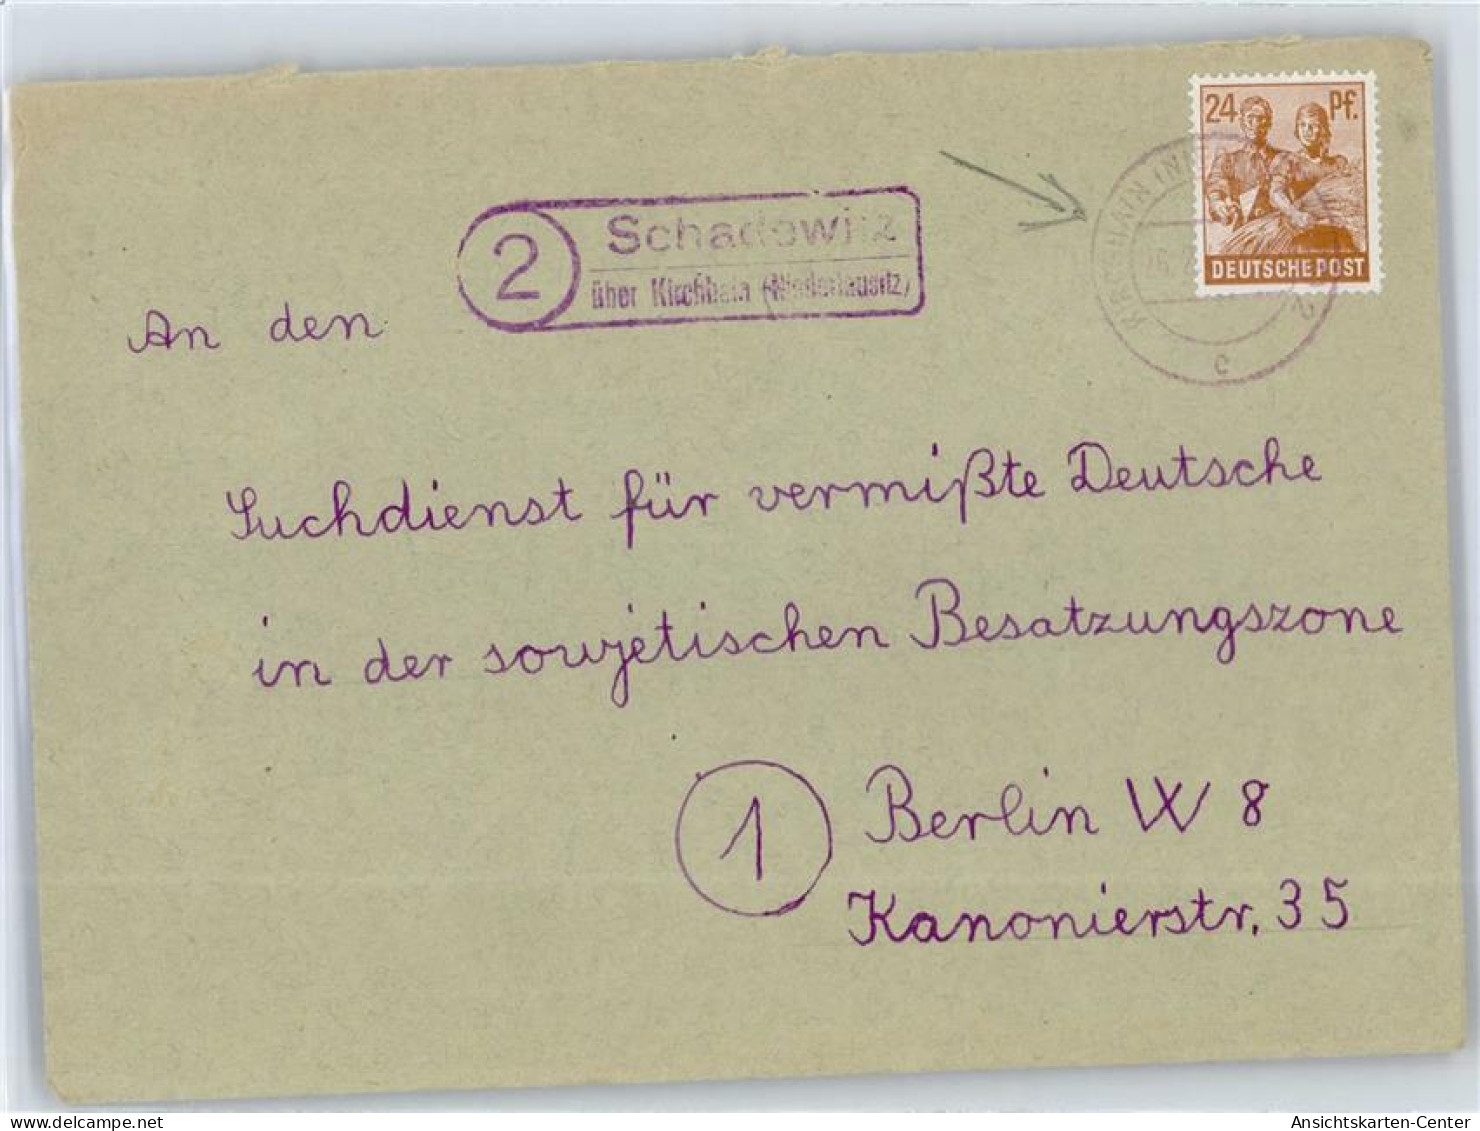 24 Pf.
DEUTSCHE POST
2 Schadewitz
über Kirchhain (Niederlausitz)
An den
Suchdienst für vermißte Deutsche
in der sowjetischen Besatzungszone
1 Berlin W 8
Kanonierstr. 35
c
delcampe.net
Ansichtskarten-Center